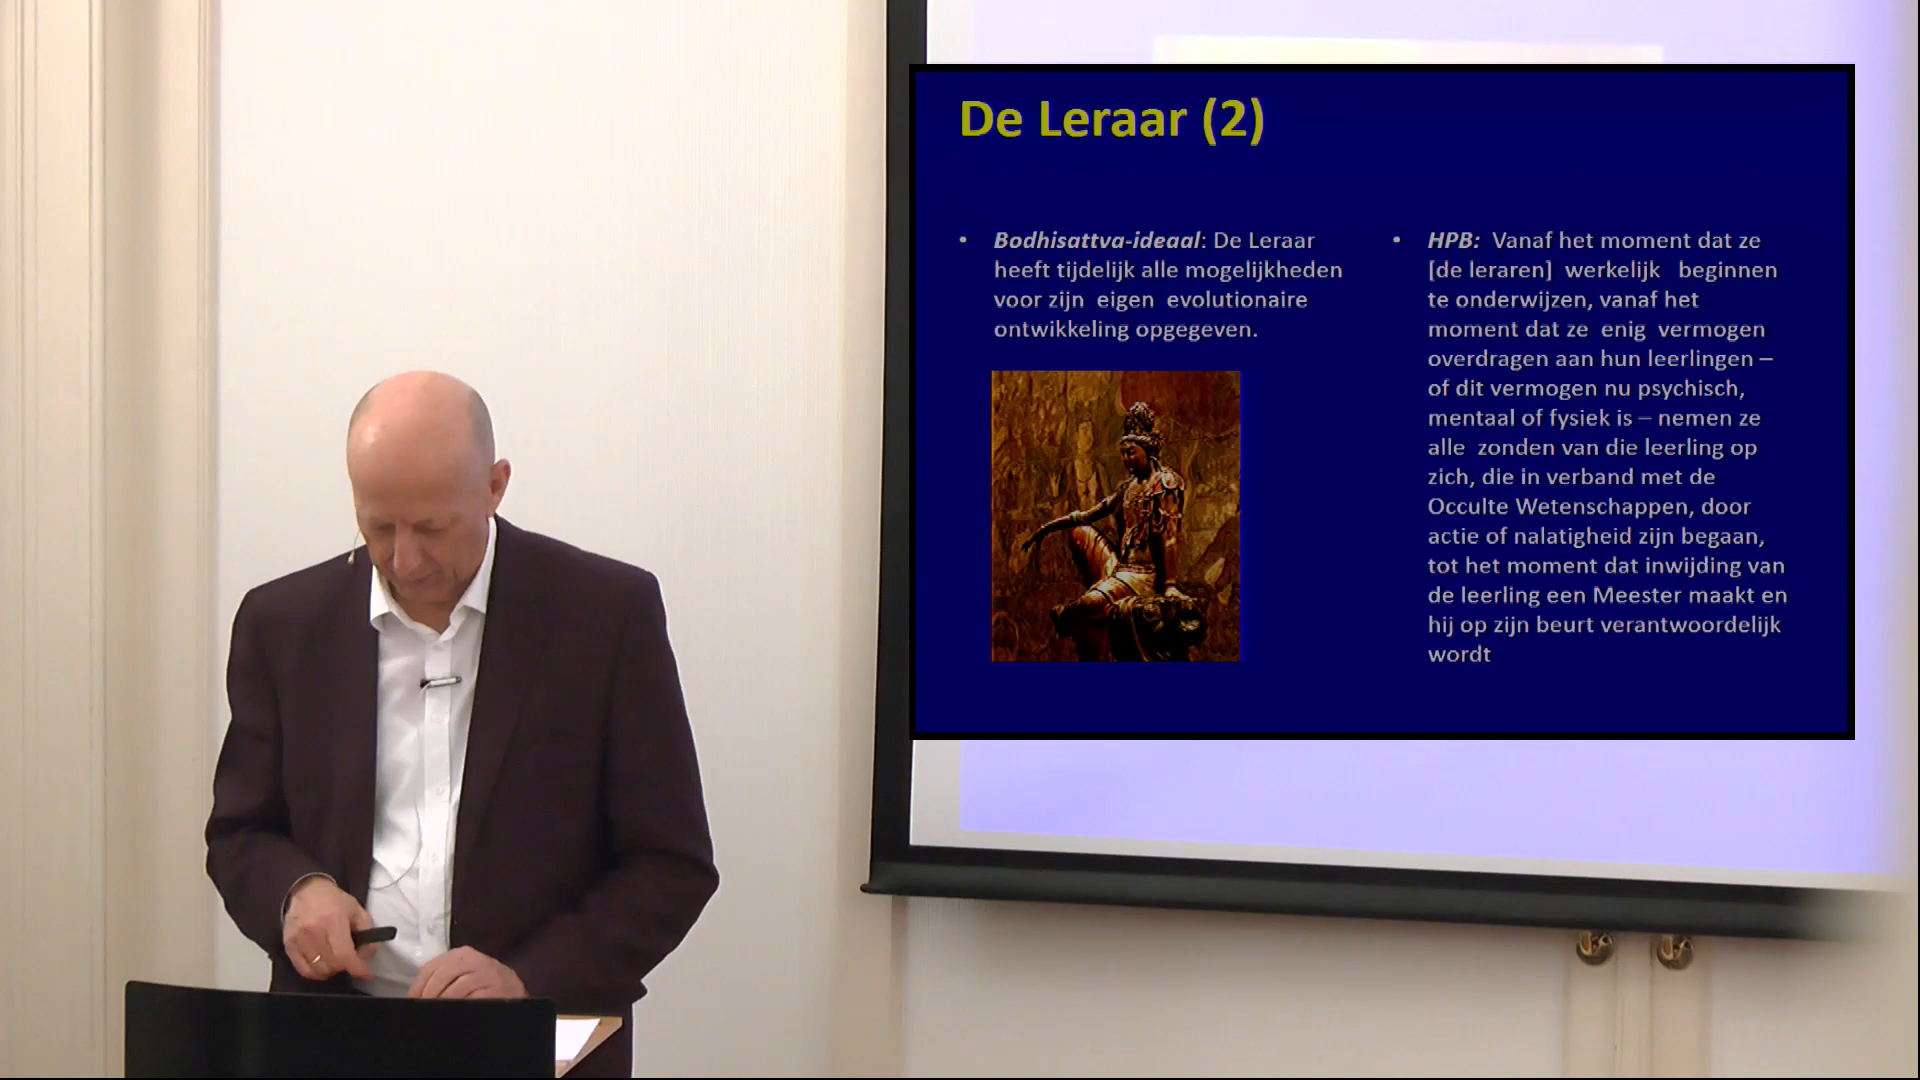 De Leraar (2)
• Bodhisattva-ideaal: De Leraar
heeft tijdelijk alle mogelijkheden
voor zijn eigen evolutionaire
ontwikkeling opgegeven.
• HPB: Vanaf het moment dat ze
[de leraren] werkelijk beginnen
te onderwijzen, vanaf het
moment dat ze enig vermogen
overdragen aan hun leerlingen –
of dit vermogen nu psychisch,
mentaal of fysiek is – nemen ze
alle zonden van die leerling op
zich, die in verband met de
Occulte Wetenschappen, door
actie of nalatigheid zijn begaan,
tot het moment dat inwijding van
de leerling een Meester maakt en
hij op zijn beurt verantwoordelijk
wordt